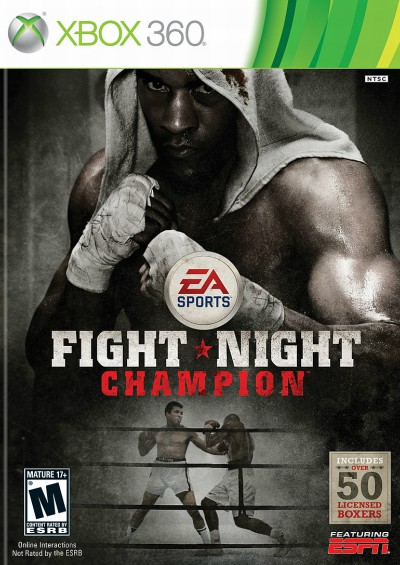 XBOX 360.
NTSC
EA
SPORTS
FIGHT NIGHT
CHAMPION
INCLUDES
OVER
50
LICENSED
BOXERS
MATURE 17+
M
CONTENT RATED BY
ESRB
Online Interactions
Not Rated by the ESRB
FEATURING
ESFT